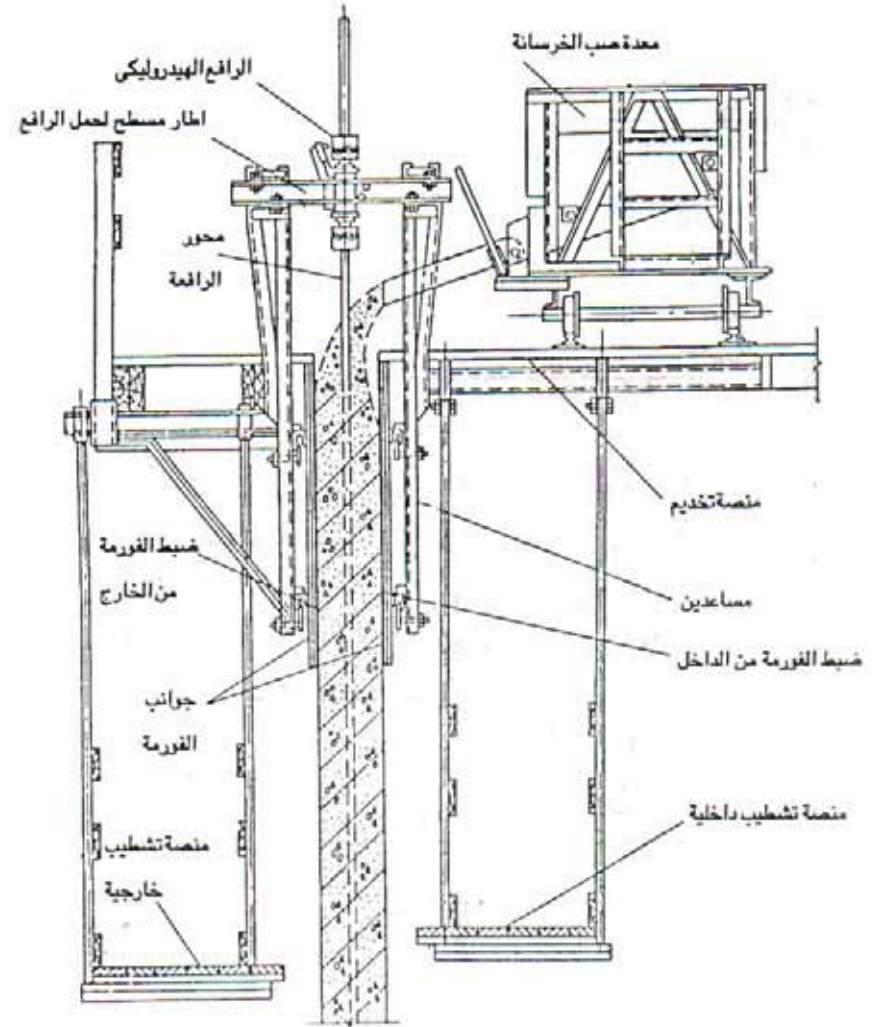 معدة صب الخرسانة
الرافع الهيدروليكى
اطار مسطح لحمل الرافع
محور
الرافعة
منصة تخديم
ضبط الفورمة
من الخارج
مساعدين
ضبط الفورمة من الداخل
جوانب
الفورمة
منصة تشطيب داخلية
منصة تشطيب
خارجية